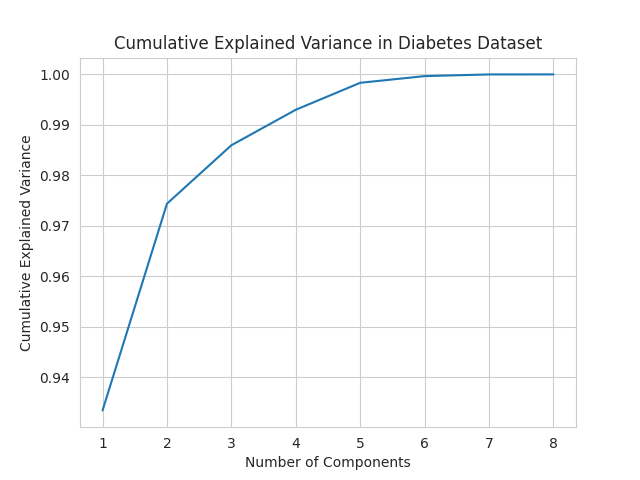 Cumulative Explained Variance in Diabetes Dataset
1.00
0.99
0.98
0.97
0.96
0.95
0.94
Cumulative Explained Variance
1 2 3 4 5 6 7 8
Number of Components